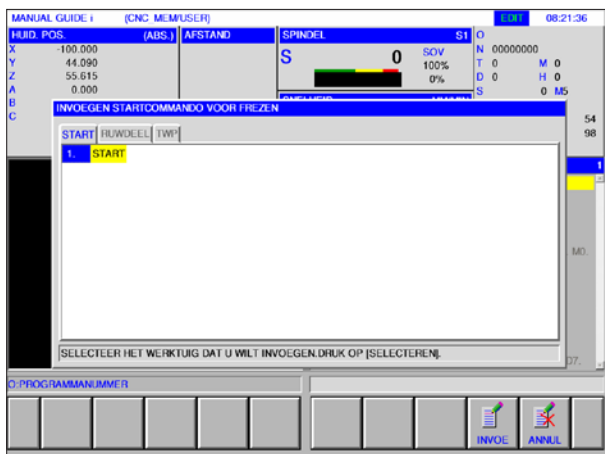 MANUAL GUIDE i (CNC_MEM/USER) EDIT 08:21:36
HUID. POS. (ABS.) AFSTAND SPINDEL S1 O
X -100.000 S 0 SOV N 00000000
Y 44.090 100% T 0 M 0
Z 55.615 0% D 0 H 0
A 0.000 S 0 M5
B
C 54
98
INVOEGEN STARTCOMMANDO VOOR FREZEN
START RUWDEEL TWP
1. START
1
M0.
07.
SELECTEER HET WERKTUIG DAT U WILT INVOEGEN.DRUK OP [SELECTEREN].
O:PROGRAMMANUMMER
INVOE ANNUL